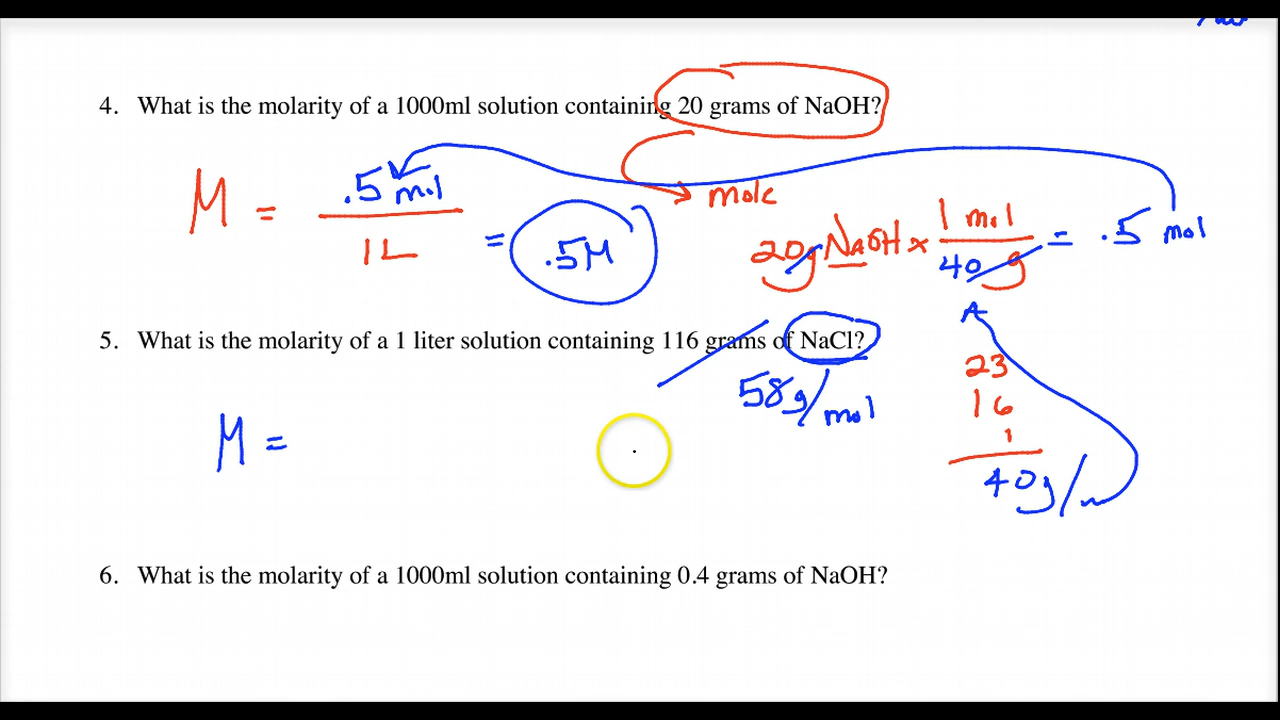 4. What is the molarity of a 1000ml solution containing 20 grams of NaOH?
M = .5 mol / 1L = .5M
mole
20g NaOH x 1 mol / 40 g = .5 mol
5. What is the molarity of a 1 liter solution containing 116 grams of NaCl?
58g/mol
23
16
1
40g/m
M =
6. What is the molarity of a 1000ml solution containing 0.4 grams of NaOH?